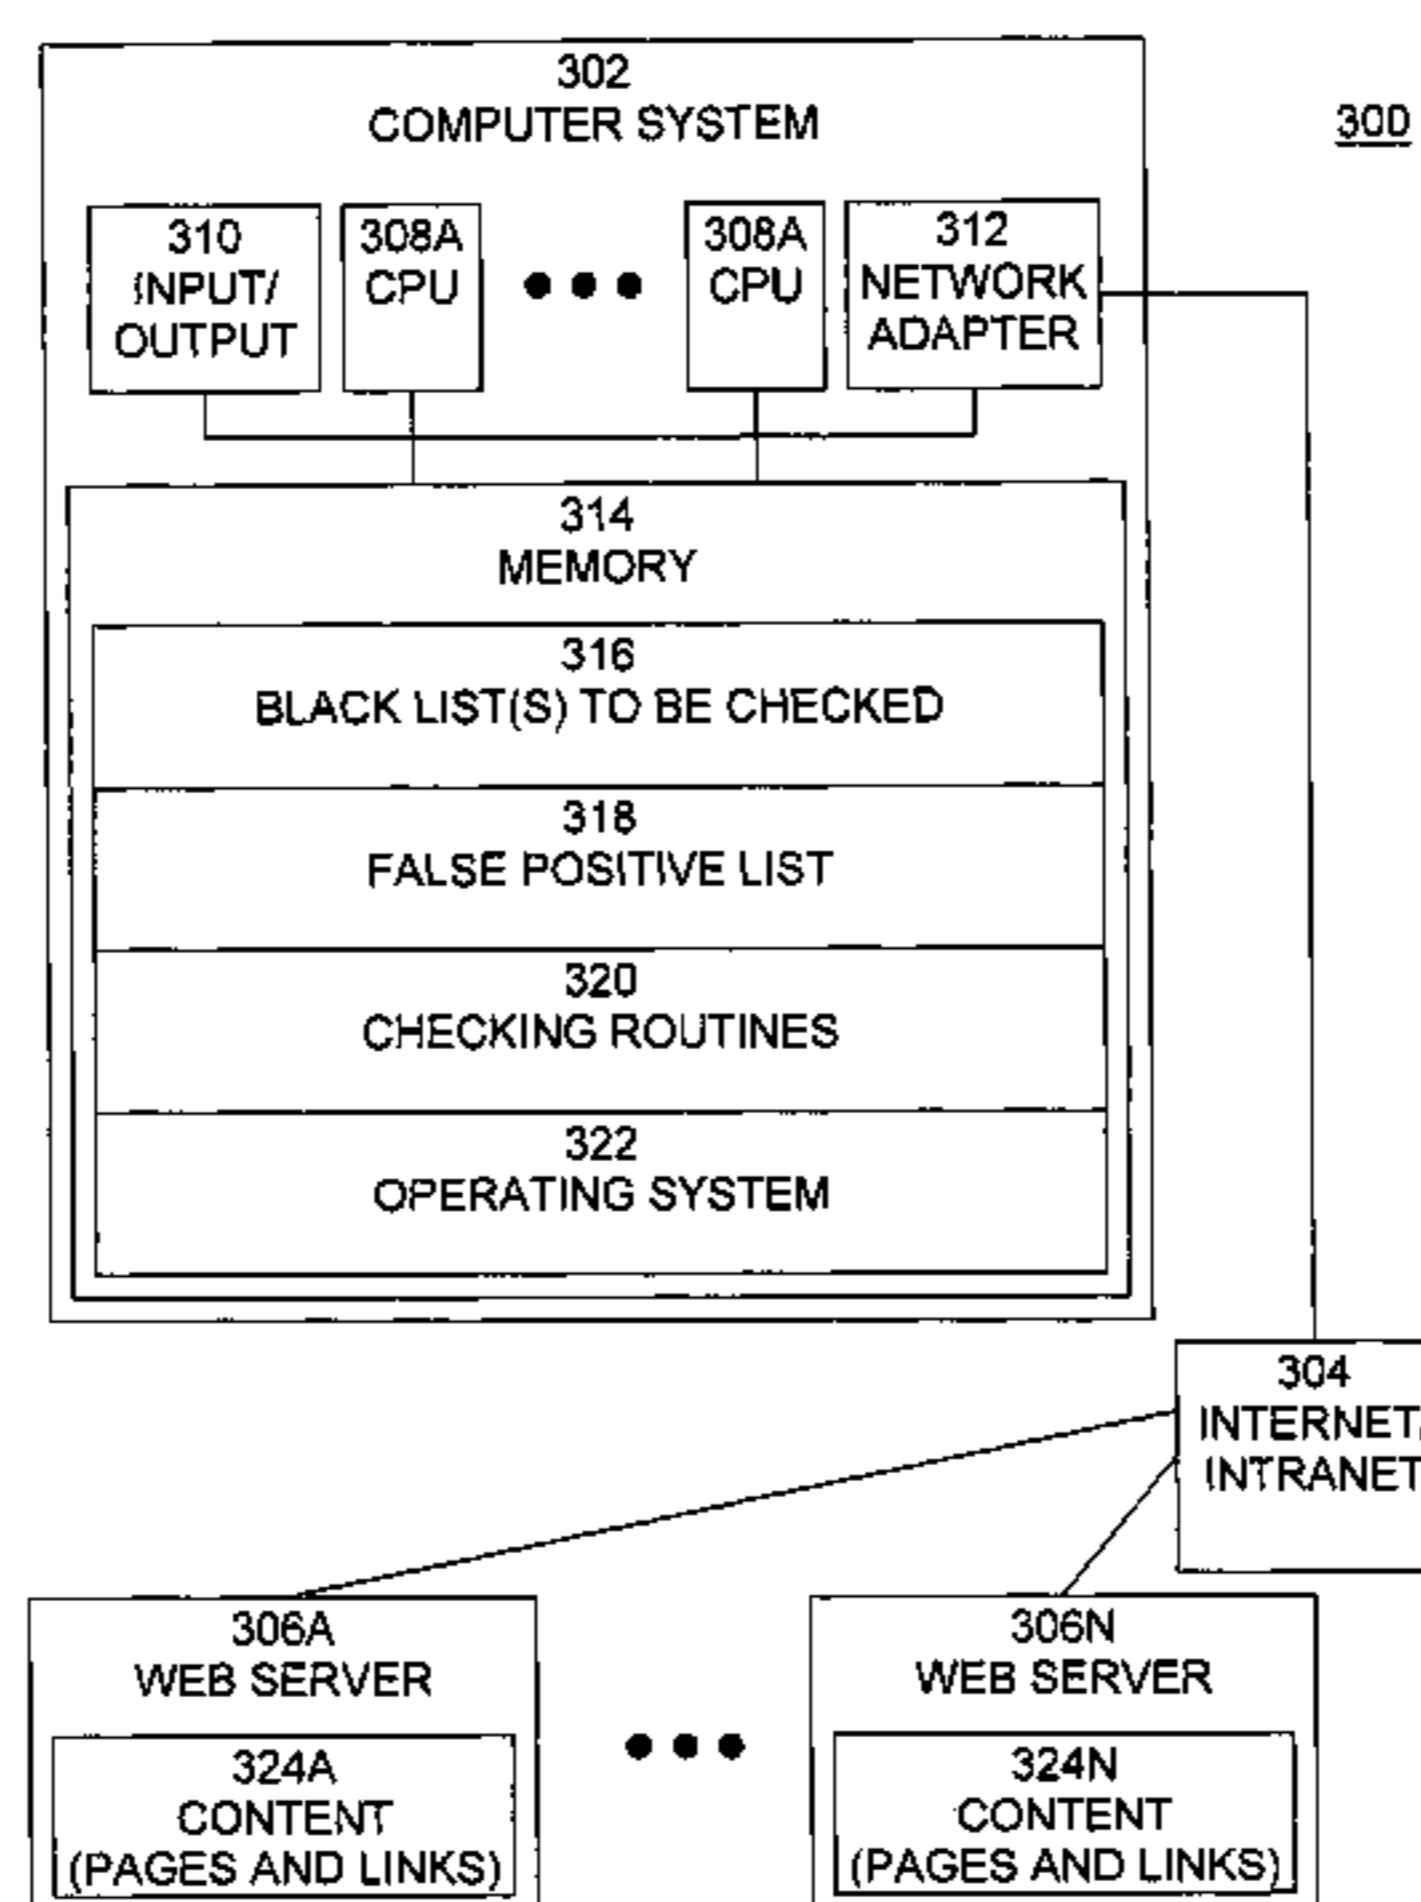 302
COMPUTER SYSTEM
300
310
INPUT/
OUTPUT
308A
CPU
308A
CPU
312
NETWORK
ADAPTER
314
MEMORY
316
BLACK LIST(S) TO BE CHECKED
318
FALSE POSITIVE LIST
320
CHECKING ROUTINES
322
OPERATING SYSTEM
304
INTERNET/
INTRANET
306A
WEB SERVER
324A
CONTENT
(PAGES AND LINKS)
306N
WEB SERVER
324N
CONTENT
(PAGES AND LINKS)